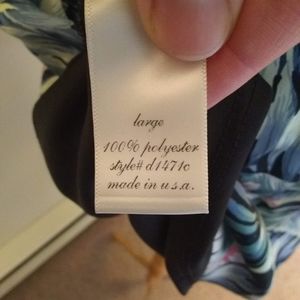 large
100% polyester
style# d1471c
made in u.s.a.